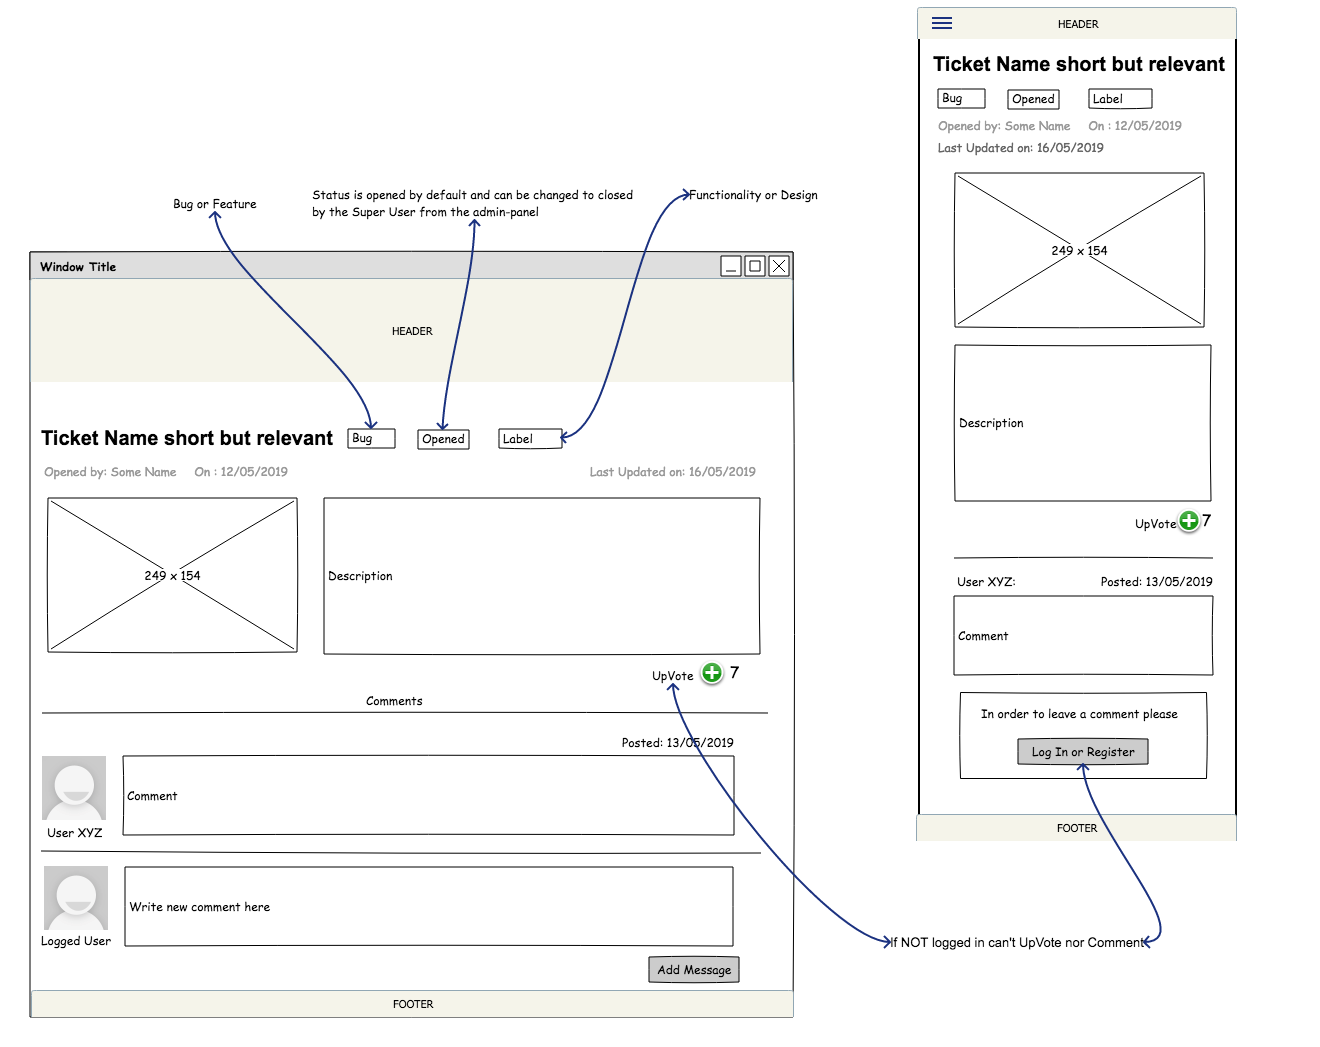 Bug or Feature
Status is opened by default and can be changed to closed
by the Super User from the admin-panel
Functionality or Design
Window Title
HEADER
Ticket Name short but relevant
Bug
Opened
Label
Opened by: Some Name
On : 12/05/2019
Last Updated on: 16/05/2019
249 x 154
Description
UpVote
7
Comments
Posted: 13/05/2019
Comment
User XYZ
Write new comment here
Logged User
Add Message
FOOTER
HEADER
Ticket Name short but relevant
Bug
Opened
Label
Opened by: Some Name
On : 12/05/2019
Last Updated on: 16/05/2019
249 x 154
Description
UpVote
7
User XYZ:
Posted: 13/05/2019
Comment
In order to leave a comment please
Log In or Register
FOOTER
If NOT logged in can't UpVote nor Comment